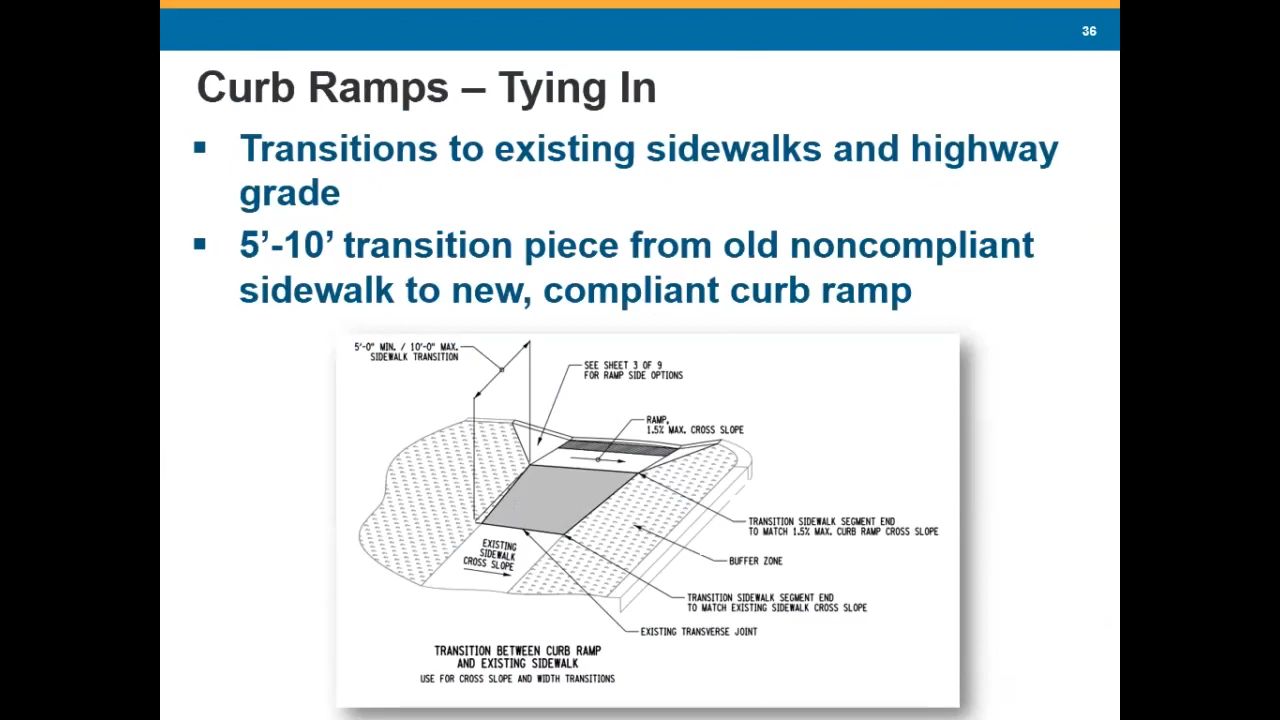 36
Curb Ramps – Tying In
▪ Transitions to existing sidewalks and highway
grade
▪ 5’-10’ transition piece from old noncompliant
sidewalk to new, compliant curb ramp
5'-0" MIN. / 10'-0" MAX.
SIDEWALK TRANSITION
SEE SHEET 3 OF 9
FOR RAMP SIDE OPTIONS
RAMP,
1.5% MAX. CROSS SLOPE
TRANSITION SIDEWALK SEGMENT END
TO MATCH 1.5% MAX. CURB RAMP CROSS SLOPE
EXISTING
SIDEWALK
CROSS SLOPE
BUFFER ZONE
TRANSITION SIDEWALK SEGMENT END
TO MATCH EXISTING SIDEWALK CROSS SLOPE
EXISTING TRANSVERSE JOINT
TRANSITION BETWEEN CURB RAMP
AND EXISTING SIDEWALK
USE FOR CROSS SLOPE AND WIDTH TRANSITIONS